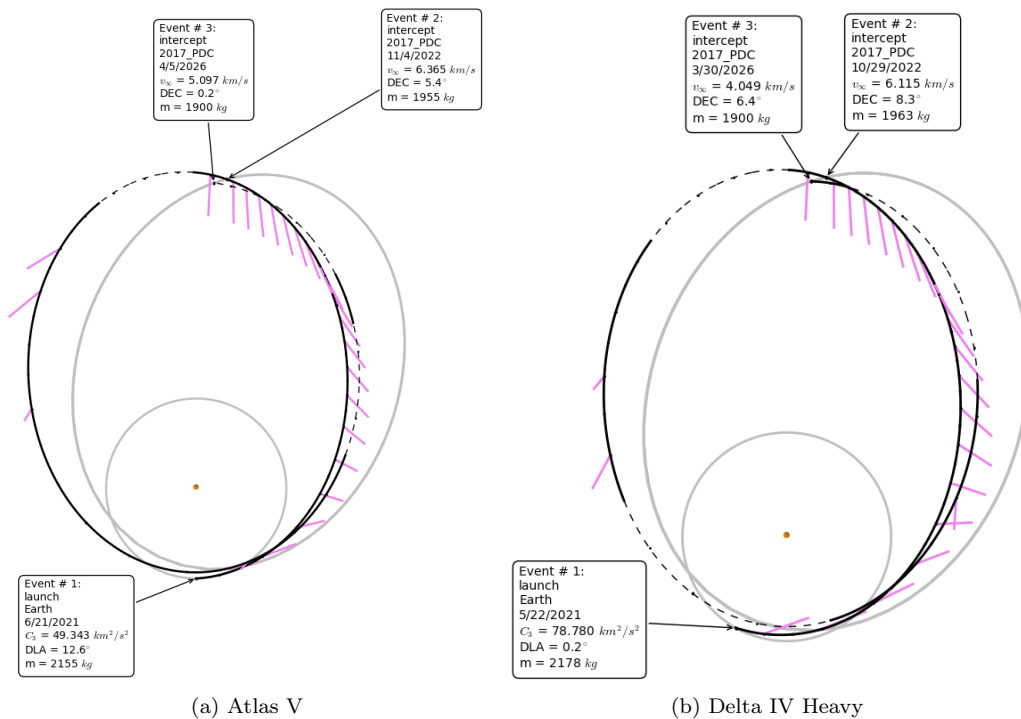 Event # 3:
intercept
2017_PDC
4/5/2026
v∞ = 5.097 km/s
DEC = 0.2°
m = 1900 kg
Event # 2:
intercept
2017_PDC
11/4/2022
v∞ = 6.365 km/s
DEC = 5.4°
m = 1955 kg
Event # 1:
launch
Earth
6/21/2021
C₃ = 49.343 km²/s²
DLA = 12.6°
m = 2155 kg
(a) Atlas V
Event # 3:
intercept
2017_PDC
3/30/2026
v∞ = 4.049 km/s
DEC = 6.4°
m = 1900 kg
Event # 2:
intercept
2017_PDC
10/29/2022
v∞ = 6.115 km/s
DEC = 8.3°
m = 1963 kg
Event # 1:
launch
Earth
5/22/2021
C₃ = 78.780 km²/s²
DLA = 0.2°
m = 2178 kg
(b) Delta IV Heavy